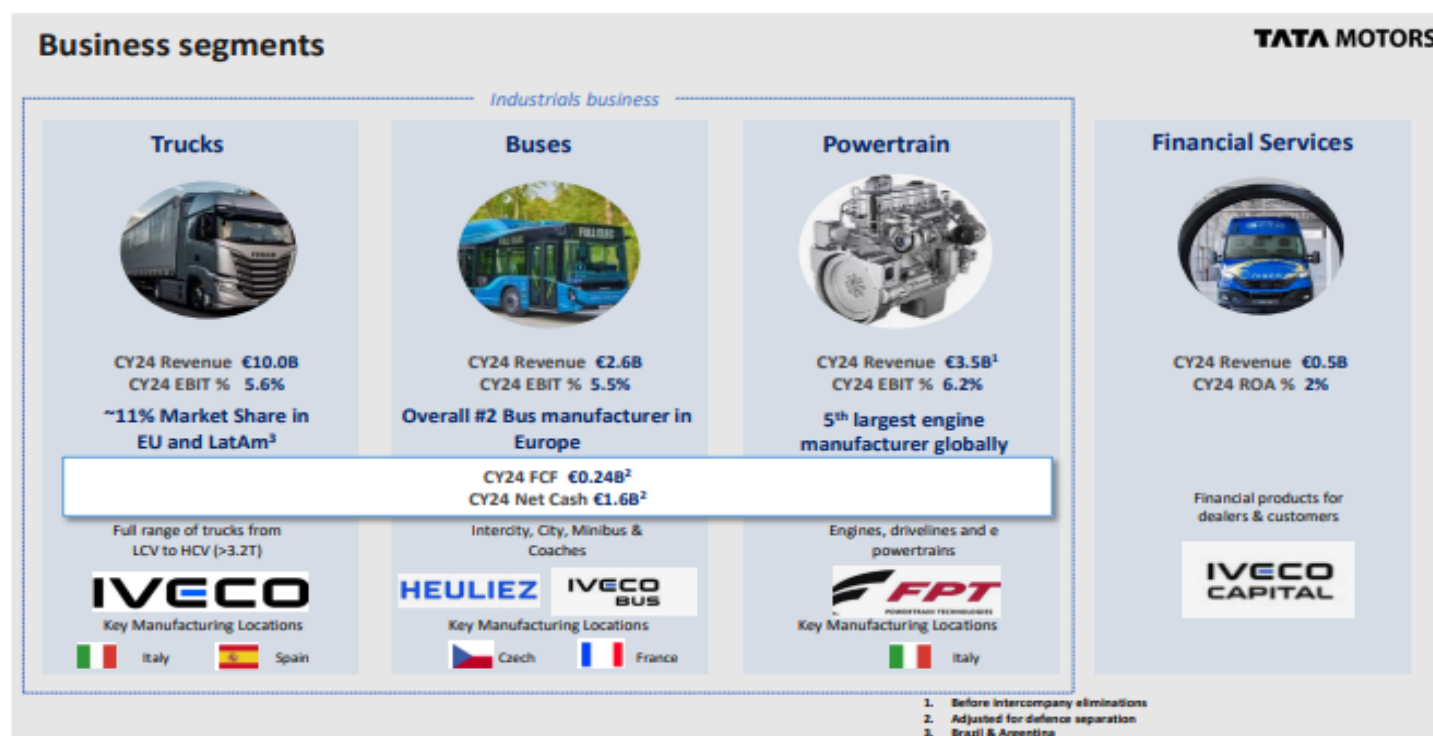 Business segments
TATA MOTORS
Industrials business
Trucks
CY24 Revenue €10.0B
CY24 EBIT % 5.6%
~11% Market Share in
EU and LatAm³
Buses
CY24 Revenue €2.6B
CY24 EBIT % 5.5%
Overall #2 Bus manufacturer in
Europe
Powertrain
CY24 Revenue €3.5B¹
CY24 EBIT % 6.2%
5th largest engine
manufacturer globally
CY24 FCF €0.24B²
CY24 Net Cash €1.6B²
Full range of trucks from
LCV to HCV (>3.2T)
IVECO
Key Manufacturing Locations
Italy
Spain
Intercity, City, Minibus &
Coaches
HEULIEZ
IVECO
BUS
Key Manufacturing Locations
Czech
France
Engines, drivelines and e
powertrains
FPT
POWERTRAIN TECHNOLOGIES
Key Manufacturing Locations
Italy
Financial Services
CY24 Revenue €0.5B
CY24 ROA % 2%
Financial products for
dealers & customers
IVECO
CAPITAL
1. Before intercompany eliminations
2. Adjusted for defence separation
3. Brazil & Argentina